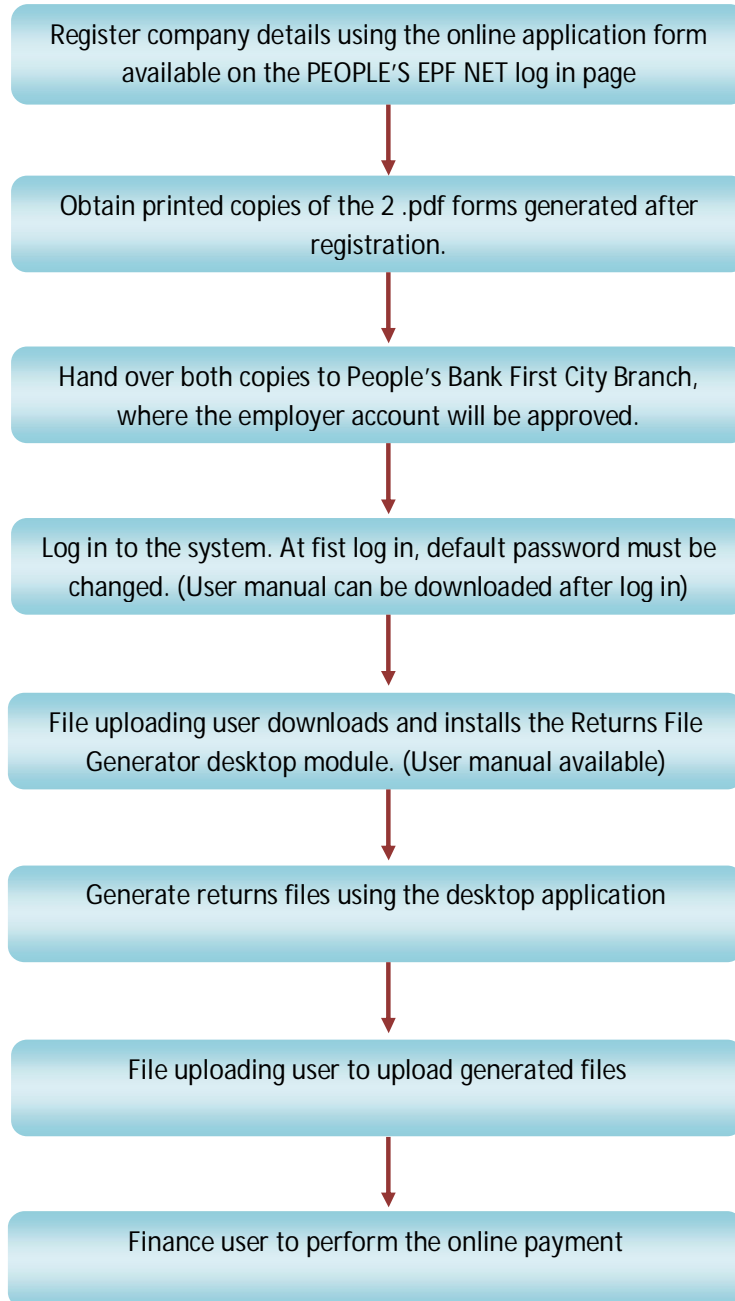 Register company details using the online application form
available on the PEOPLE'S EPF NET log in page
Obtain printed copies of the 2 .pdf forms generated after
registration.
Hand over both copies to People's Bank First City Branch,
where the employer account will be approved.
Log in to the system. At fist log in, default password must be
changed. (User manual can be downloaded after log in)
File uploading user downloads and installs the Returns File
Generator desktop module. (User manual available)
Generate returns files using the desktop application
File uploading user to upload generated files
Finance user to perform the online payment